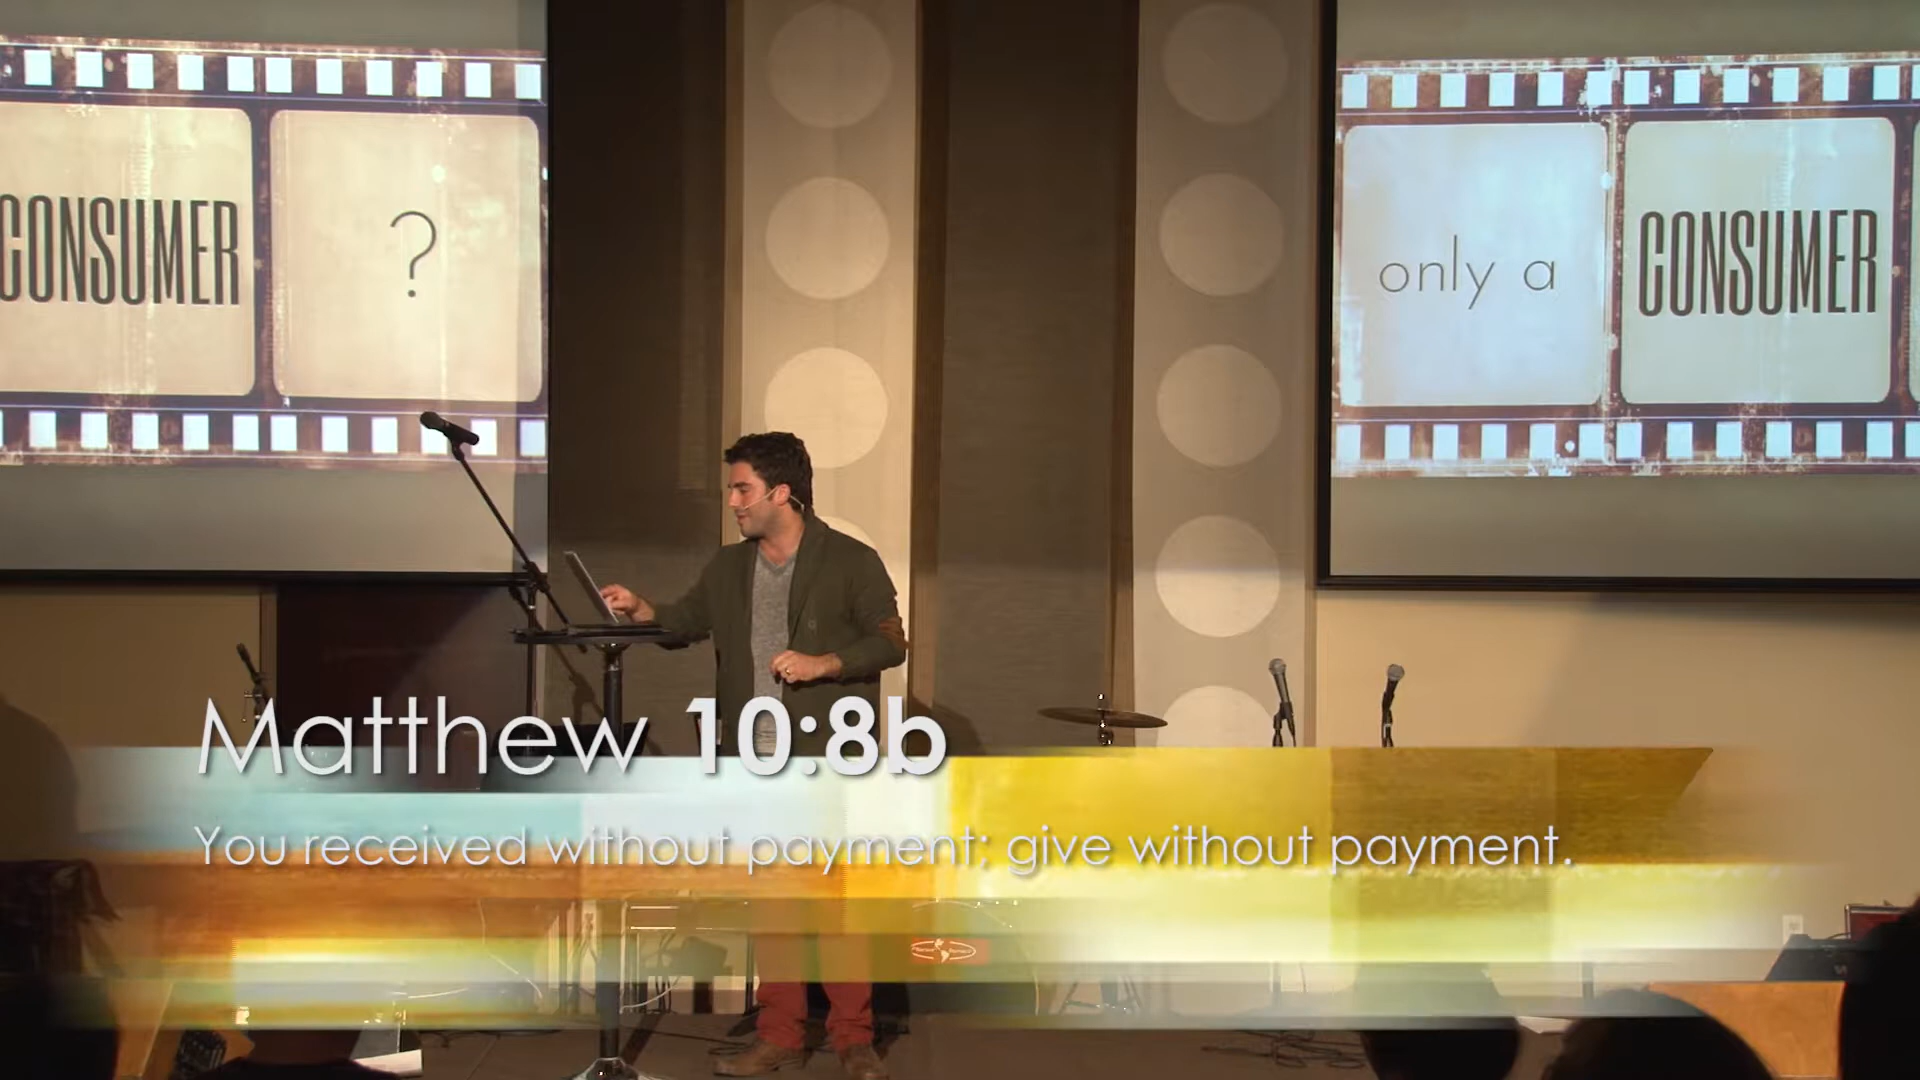 CONSUMER
?
only a
CONSUMER
Matthew 10:8b
You received without payment; give without payment.